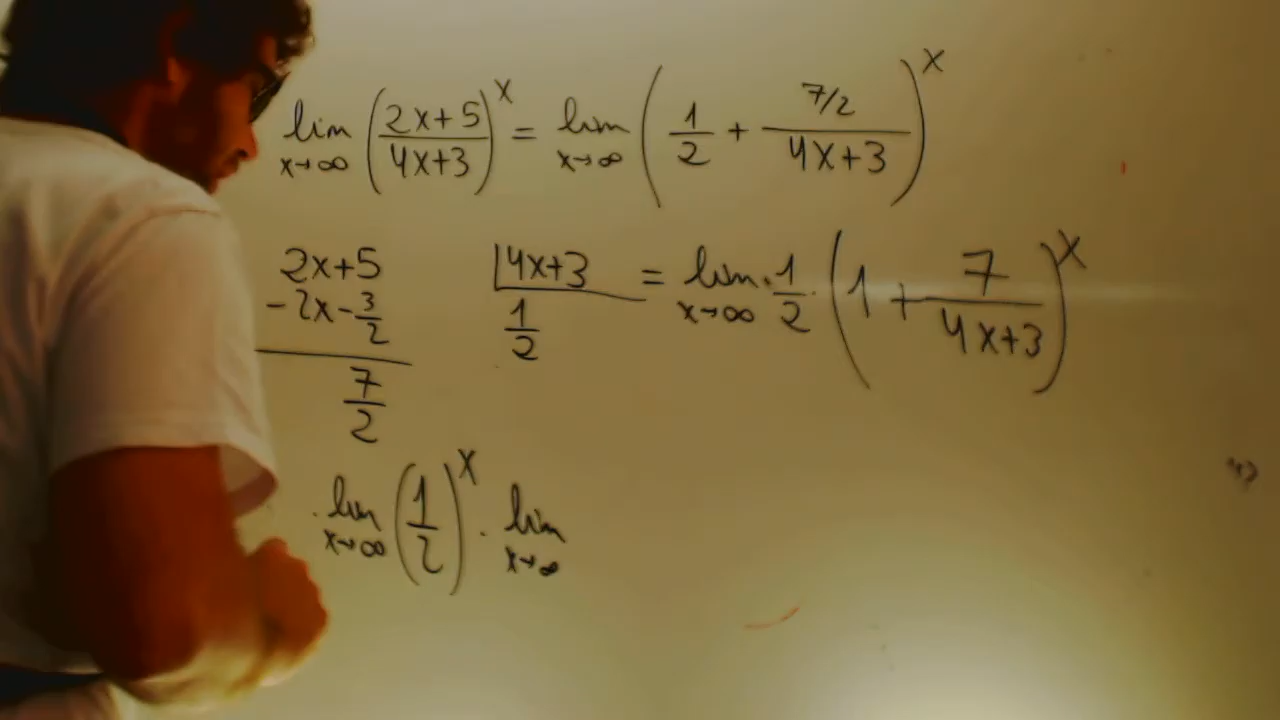 lim x→∞ (2x+5 / 4x+3)^x = lim x→∞ (1/2 + 7/2 / 4x+3)^x
2x+5 |4x+3
-2x-3/2 1/2
7/2
= lim x→∞ · 1/2 · (1 + 7 / 4x+3)^x
· lim x→∞ (1/2)^x · lim x→∞